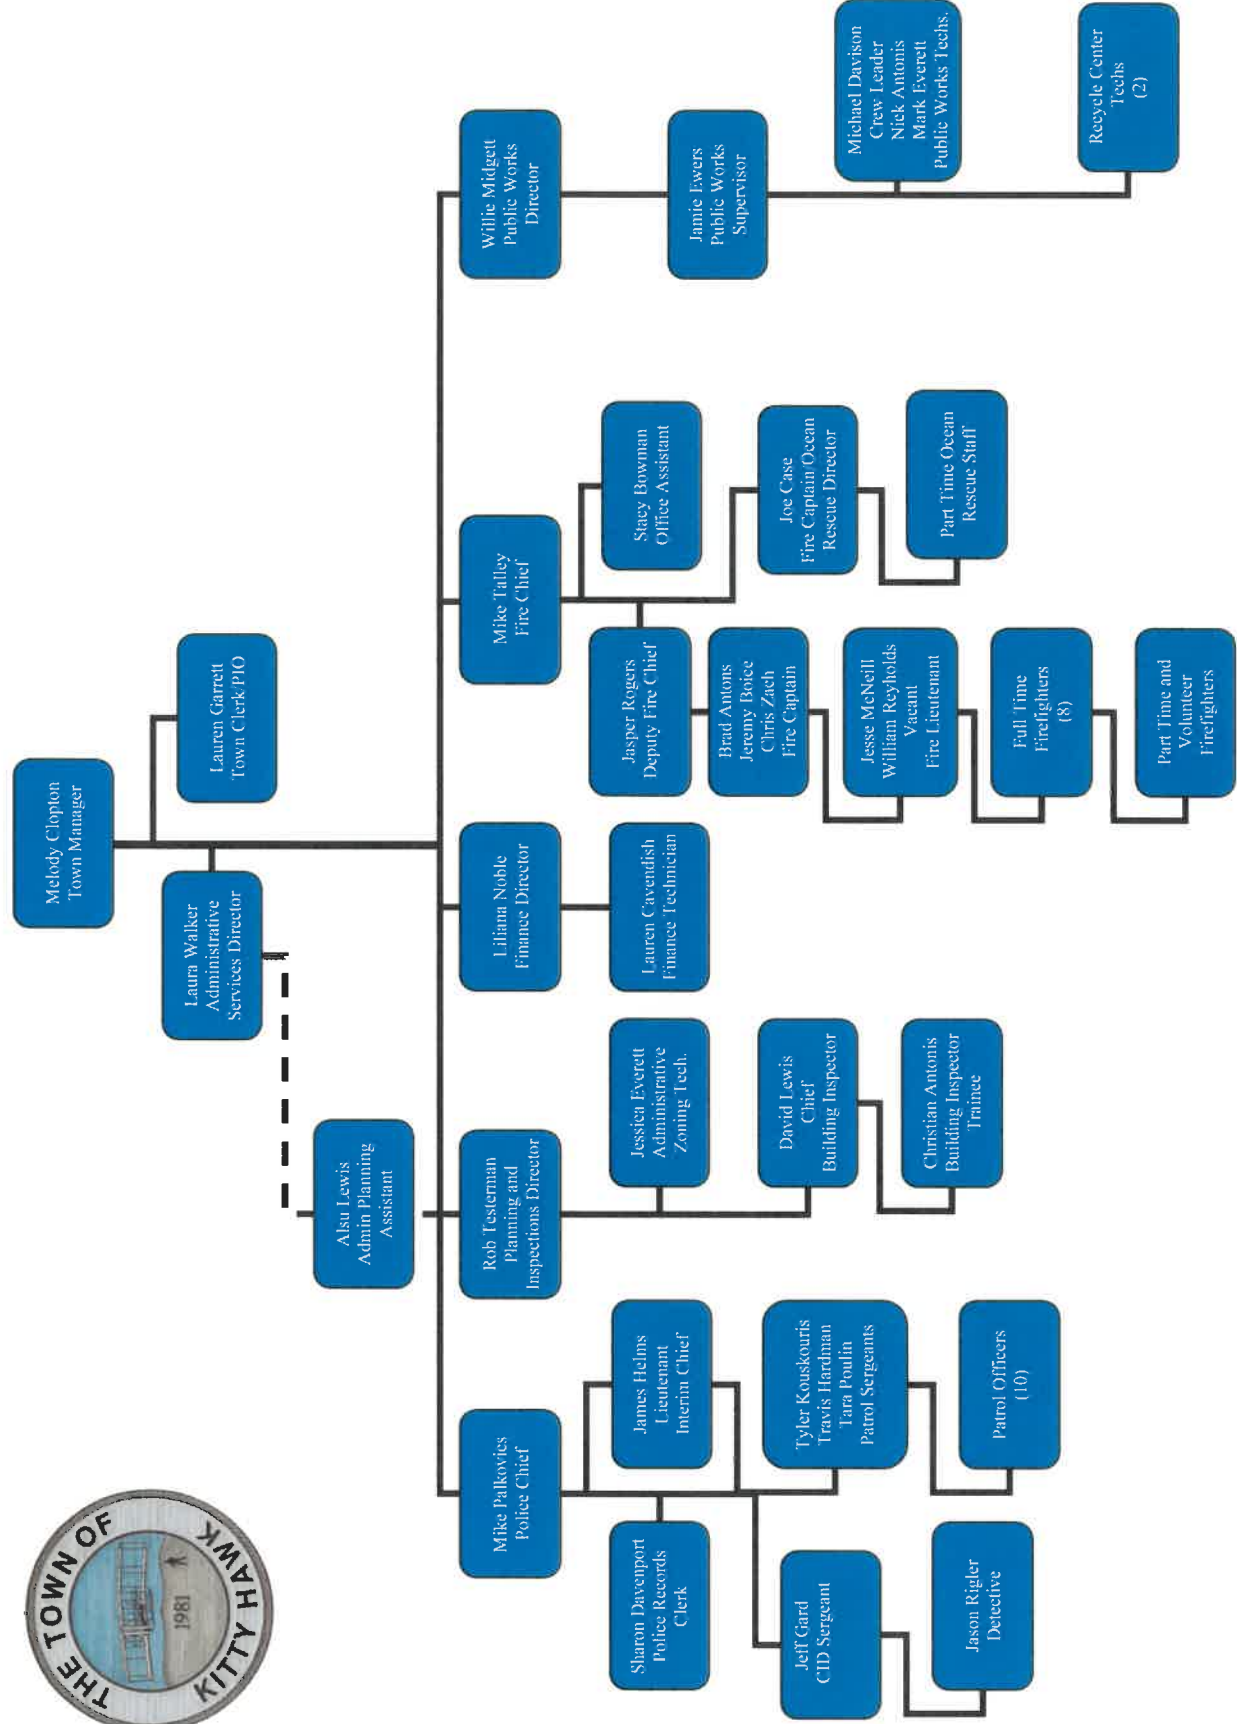 THE TOWN OF
KITTY HAWK
1981
Melody Clopton
Town Manager
Lauren Garrett
Town Clerk/PIO
Laura Walker
Administrative
Services Director
Alsu Lewis
Admin Planning
Assistant
Mike Palkovics
Police Chief
Rob Testerman
Planning and
Inspections Director
Liliana Noble
Finance Director
Mike Talley
Fire Chief
Willie Midgett
Public Works
Director
Sharon Davenport
Police Records
Clerk
James Helms
Lieutenant
Interim Chief
Jeff Gard
CID Sergeant
Tyler Kouskouris
Travis Hardman
Tara Poulin
Patrol Sergeants
Jason Rigler
Detective
Patrol Officers
(10)
Jessica Everett
Administrative
Zoning Tech.
David Lewis
Chief
Building Inspector
Christian Antonis
Building Inspector
Trainee
Lauren Cavendish
Finance Technician
Stacy Bowman
Office Assistant
Jasper Rogers
Deputy Fire Chief
Brad Antons
Jeremy Boice
Chris Zach
Fire Captain
Joe Case
Fire Captain/Ocean
Rescue Director
Jesse McNeill
William Reyholds
Vacant
Fire Lieutenant
Part Time Ocean
Rescue Staff
Full Time
Firefighters
(8)
Part Time and
Volunteer
Firefighters
Jamie Ewers
Public Works
Supervisor
Michael Davison
Crew Leader
Nick Antonis
Mark Everett
Public Works Techs.
Recycle Center
Techs
(2)